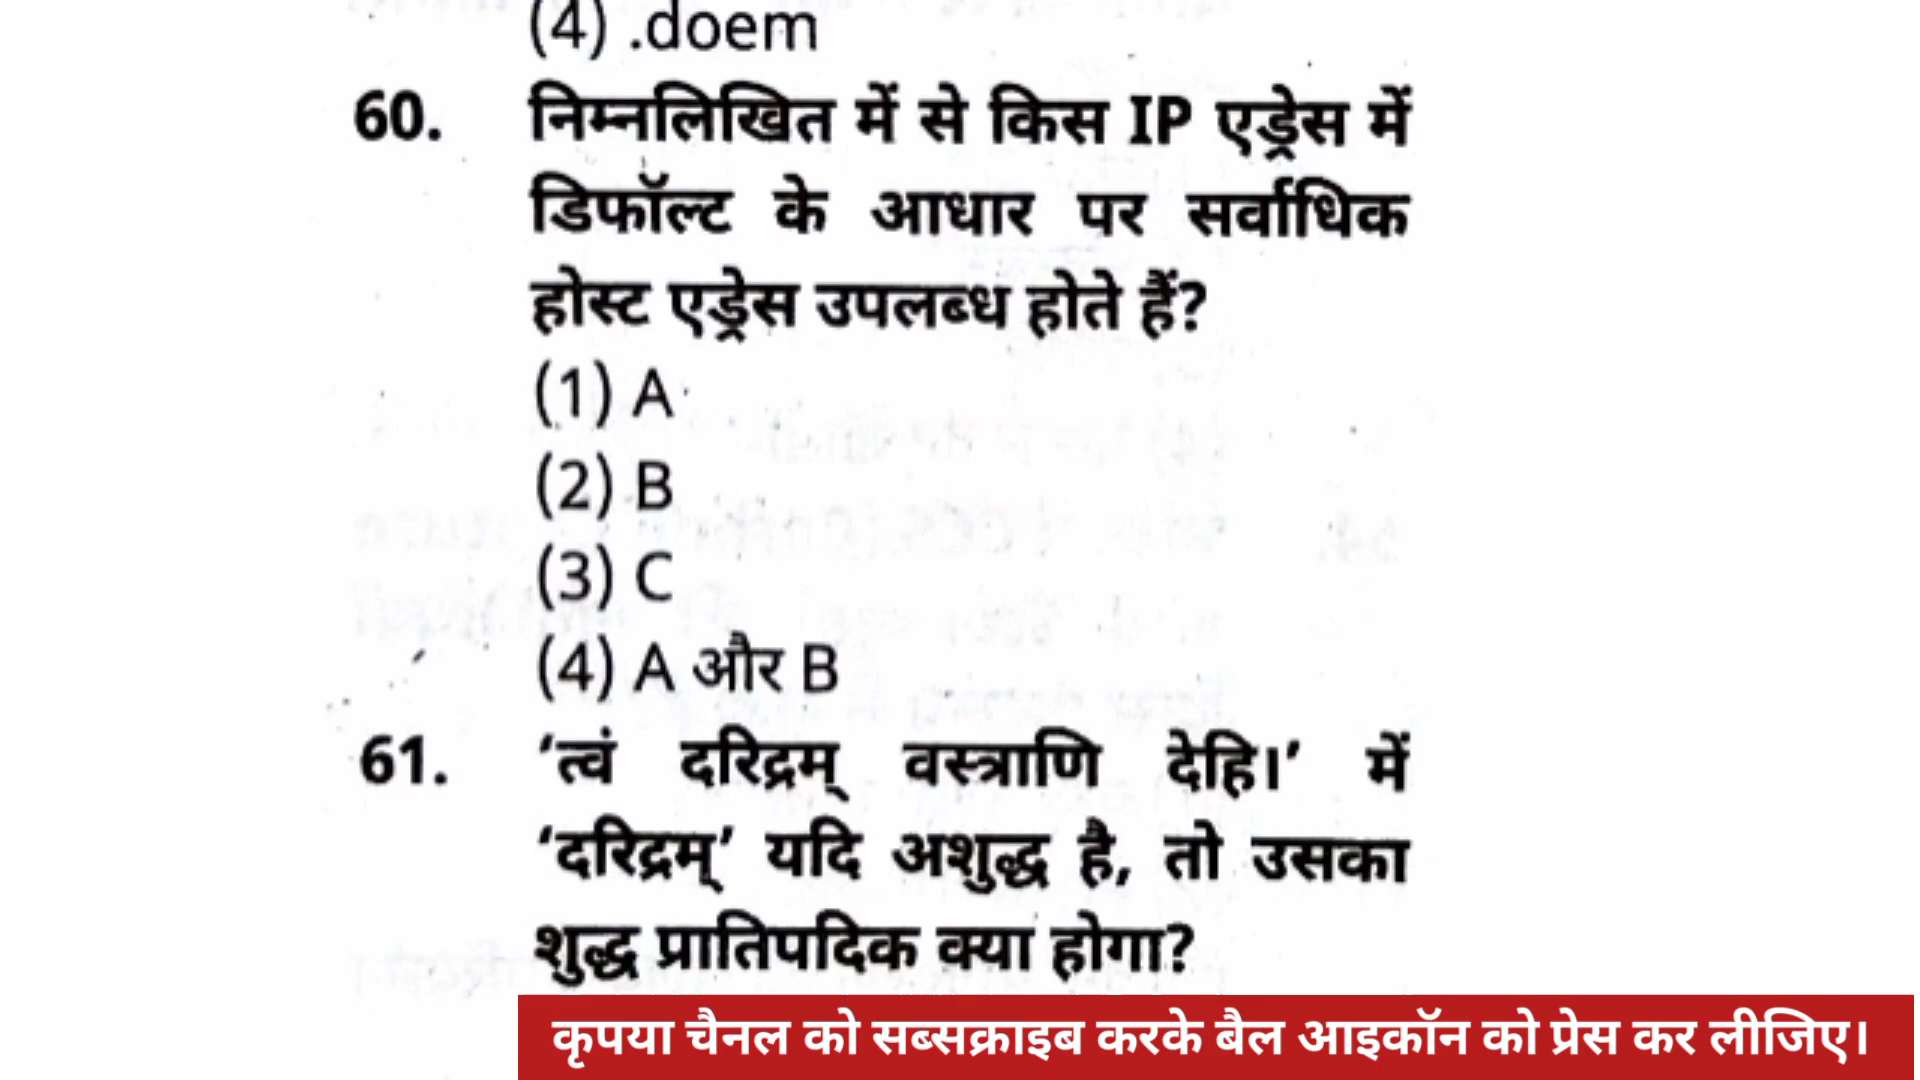 (4) .doem
60. निम्नलिखित में से किस IP एड्रेस में
डिफॉल्ट के आधार पर सर्वाधिक
होस्ट एड्रेस उपलब्ध होते हैं?
(1) A
(2) B
(3) C
(4) A और B
61. ‘त्वं दरिद्रम् वस्त्राणि देहि।’ में
‘दरिद्रम्’ यदि अशुद्ध है, तो उसका
शुद्ध प्रातिपदिक क्या होगा?
कृपया चैनल को सब्सक्राइब करके बैल आइकॉन को प्रेस कर लीजिए।